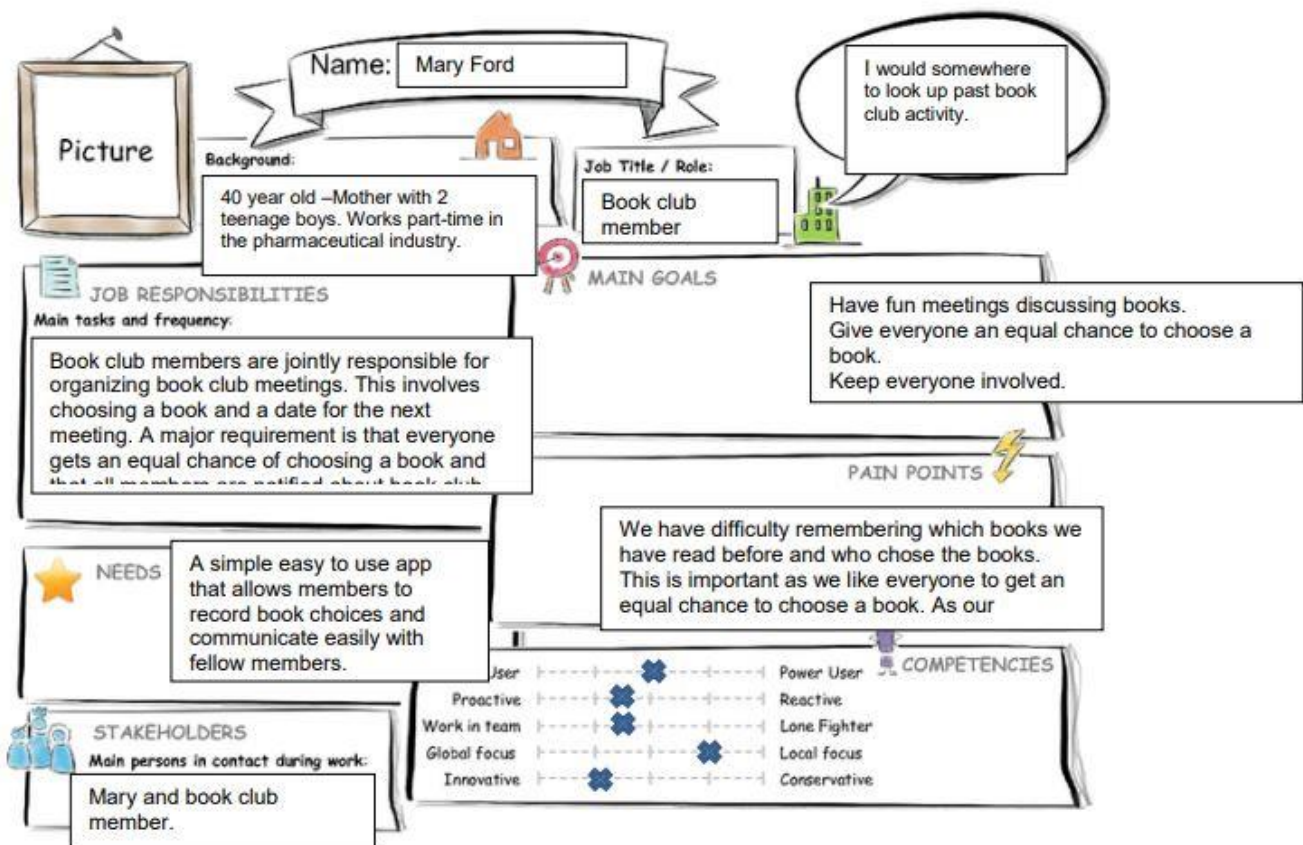 Name: Mary Ford
I would somewhere
to look up past book
club activity.
Picture
Background:
40 year old –Mother with 2
teenage boys. Works part-time in
the pharmaceutical industry.
Job Title / Role:
Book club
member
JOB RESPONSIBILITIES
Main tasks and frequency:
Book club members are jointly responsible for
organizing book club meetings. This involves
choosing a book and a date for the next
meeting. A major requirement is that everyone
gets an equal chance of choosing a book and
that all members are notified about book club
MAIN GOALS
Have fun meetings discussing books.
Give everyone an equal chance to choose a
book.
Keep everyone involved.
PAIN POINTS
We have difficulty remembering which books we
have read before and who chose the books.
This is important as we like everyone to get an
equal chance to choose a book. As our
NEEDS
A simple easy to use app
that allows members to
record book choices and
communicate easily with
fellow members.
COMPETENCIES
User Power User
Proactive Reactive
Work in team Lone Fighter
Global focus Local focus
Innovative Conservative
STAKEHOLDERS
Main persons in contact during work:
Mary and book club
member.